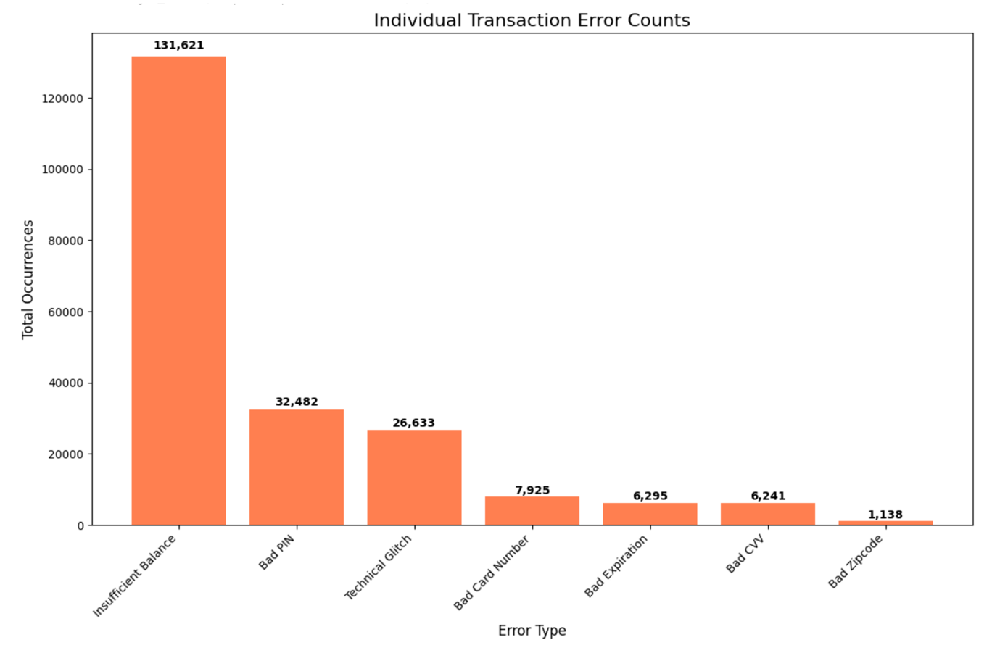 Individual Transaction Error Counts
131,621
120000
100000
80000
60000
40000
20000
0
Total Occurrences
32,482
26,633
7,925
6,295
6,241
1,138
Insufficient Balance
Bad PIN
Technical Glitch
Bad Card Number
Bad Expiration
Bad CVV
Bad Zipcode
Error Type